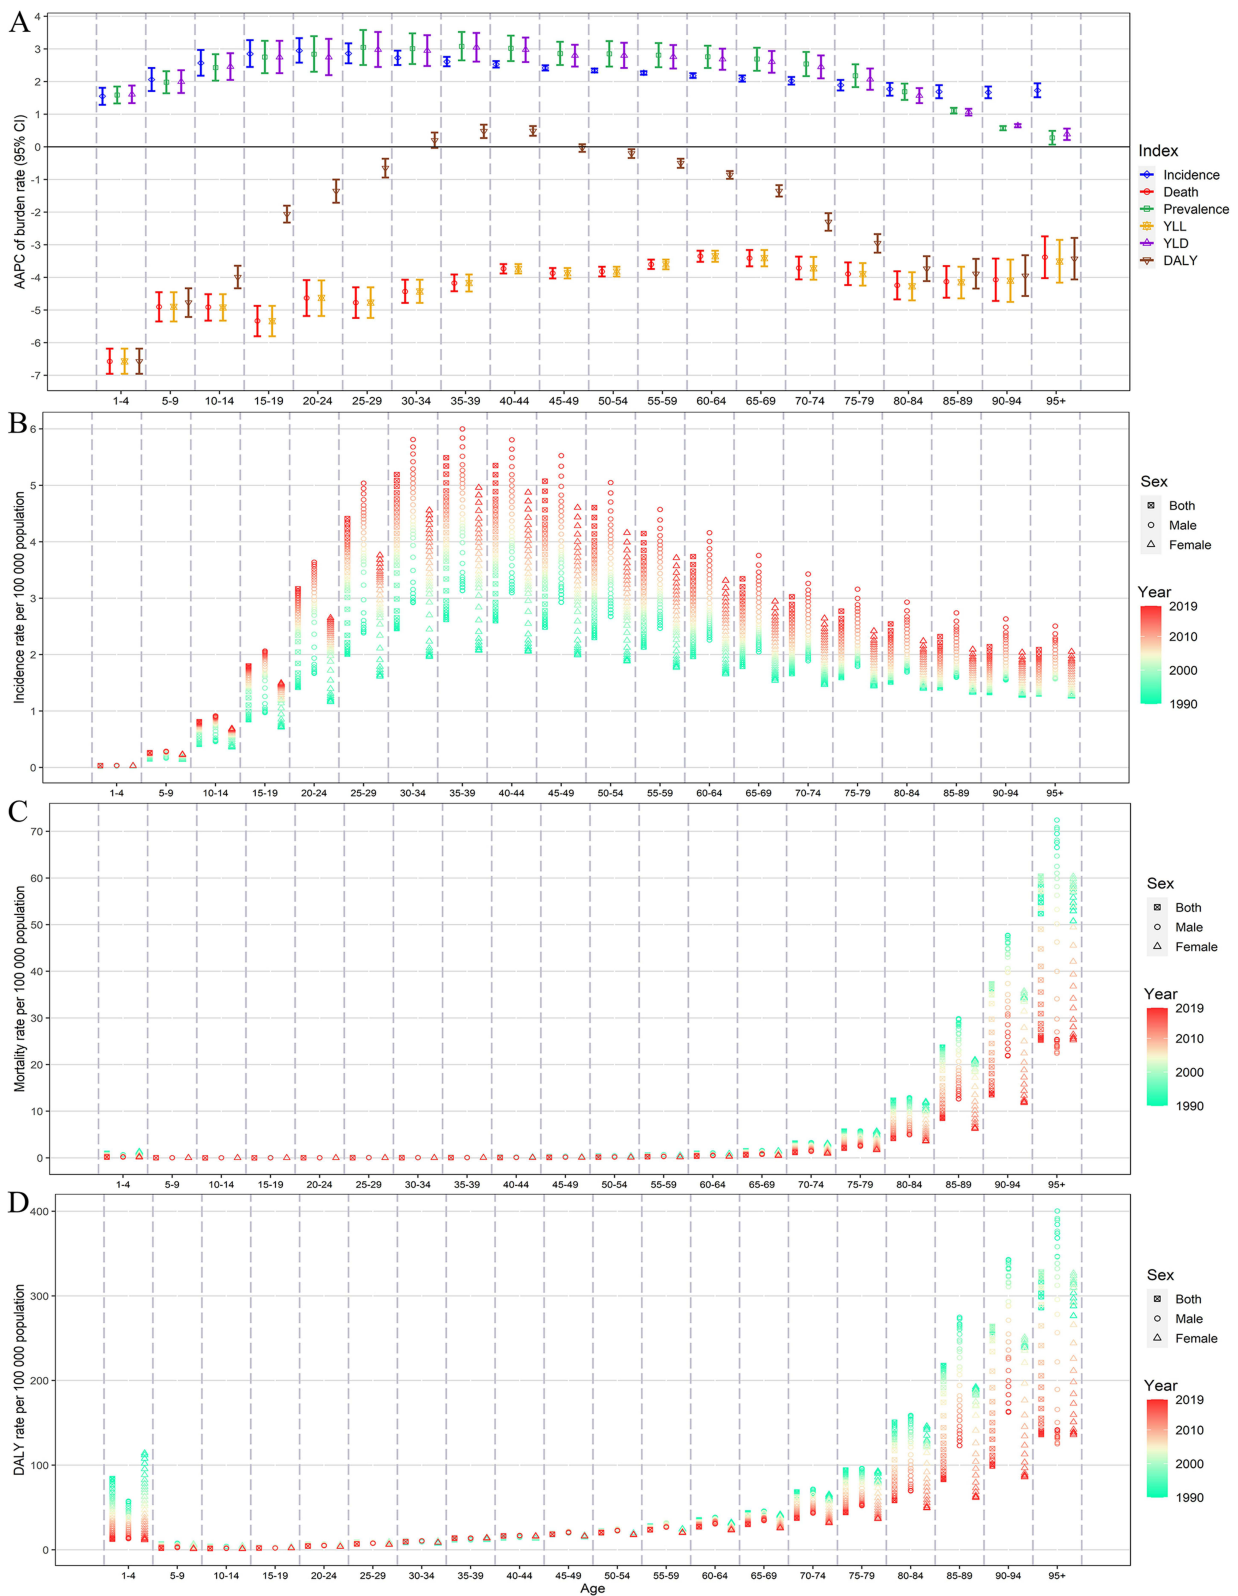 A
AAPC of burden rate (95% CI)
4
3
2
1
0
-1
-2
-3
-4
-5
-6
-7
1-4 5-9 10-14 15-19 20-24 25-29 30-34 35-39 40-44 45-49 50-54 55-59 60-64 65-69 70-74 75-79 80-84 85-89 90-94 95+
Index
Incidence
Death
Prevalence
YLL
YLD
DALY
B
Incidence rate per 100 000 population
6
5
4
3
2
1
0
1-4 5-9 10-14 15-19 20-24 25-29 30-34 35-39 40-44 45-49 50-54 55-59 60-64 65-69 70-74 75-79 80-84 85-89 90-94 95+
Sex
Both
Male
Female
Year
2019
2010
2000
1990
C
Mortality rate per 100 000 population
70
60
50
40
30
20
10
0
1-4 5-9 10-14 15-19 20-24 25-29 30-34 35-39 40-44 45-49 50-54 55-59 60-64 65-69 70-74 75-79 80-84 85-89 90-94 95+
Sex
Both
Male
Female
Year
2019
2010
2000
1990
D
DALY rate per 100 000 population
400
300
200
100
0
1-4 5-9 10-14 15-19 20-24 25-29 30-34 35-39 40-44 45-49 50-54 55-59 60-64 65-69 70-74 75-79 80-84 85-89 90-94 95+
Age
Sex
Both
Male
Female
Year
2019
2010
2000
1990